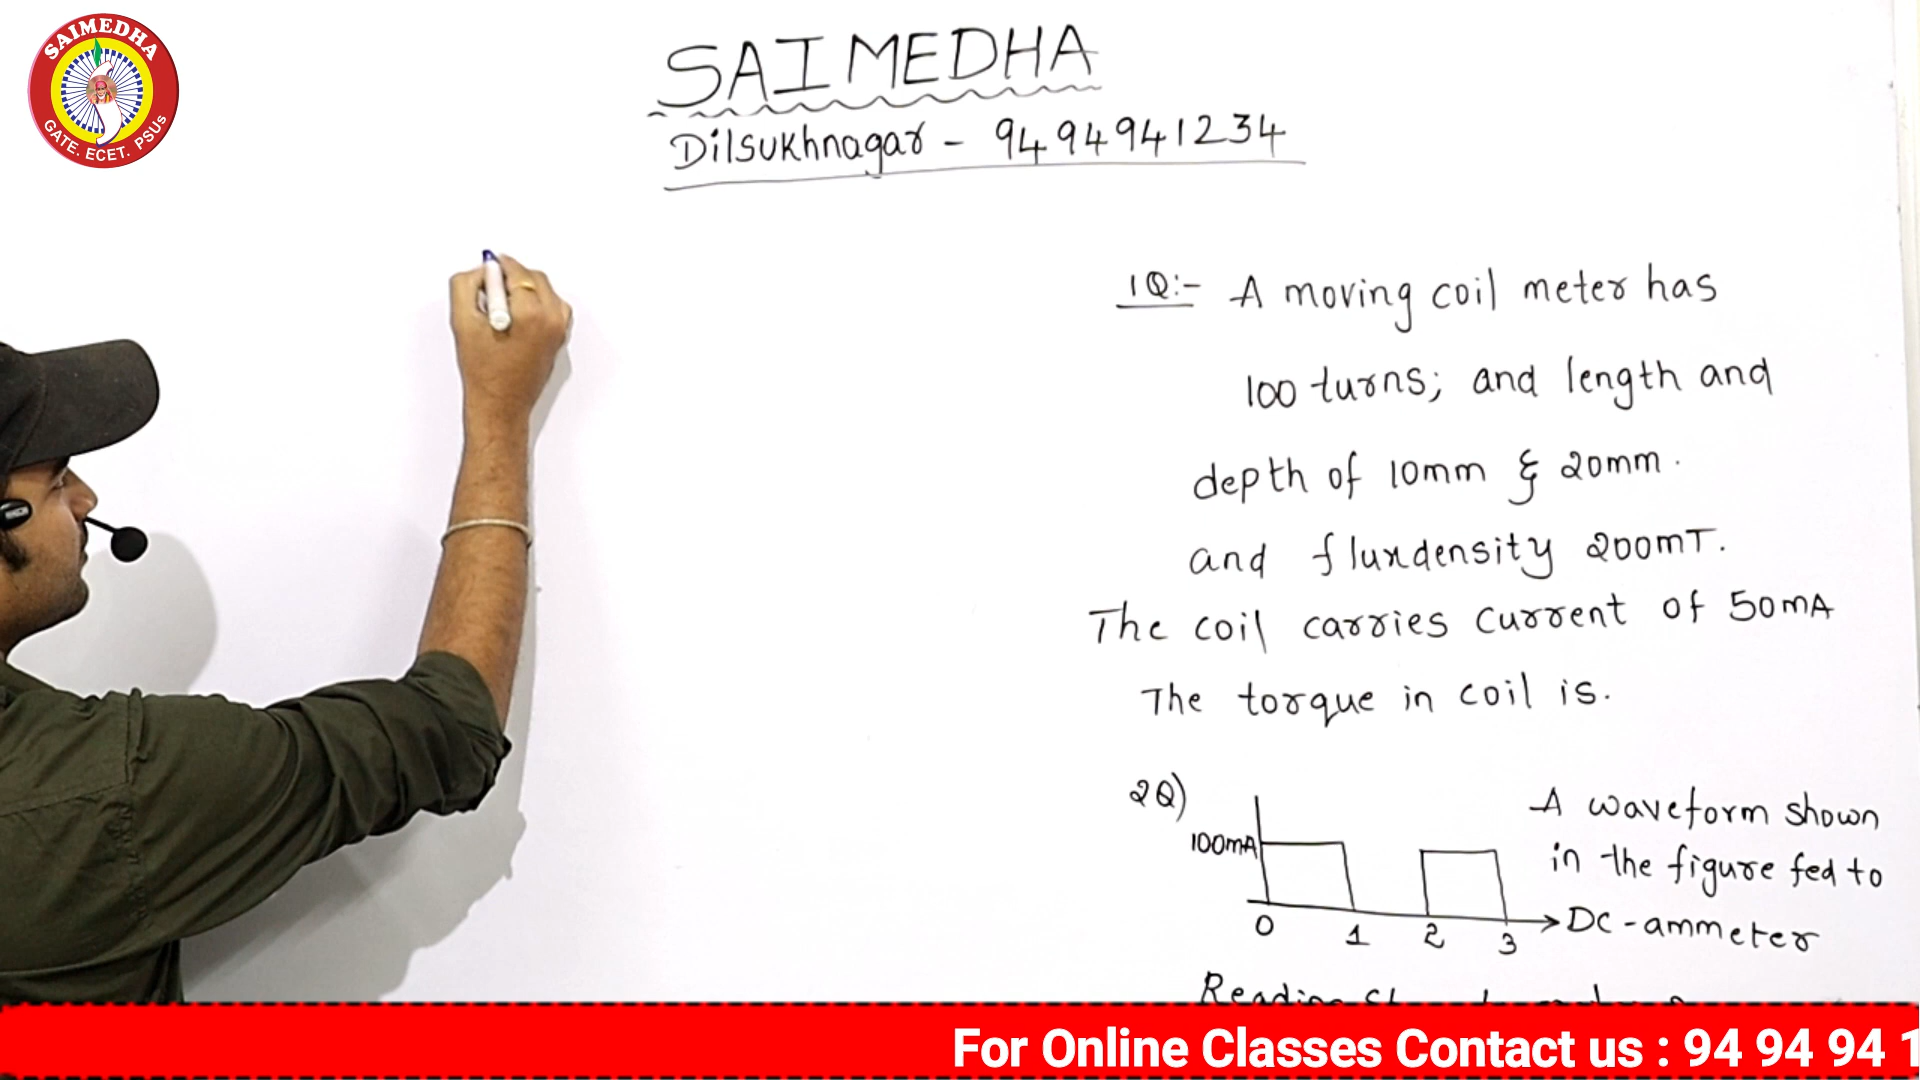 SAIMEDHA
GATE. ECET. PSUs
SAIMEDHA
Dilsukhnagar - 9494941234
1Q:- A moving coil meter has
100 turns; and length and
depth of 10mm & 20mm.
and fluxdensity 200mT.
The coil carries current of 50mA
The torque in coil is.
2Q)
100mA
0 1 2 3
A waveform shown
in the figure fed to
DC-ammeter
For Online Classes Contact us : 94 94 94 1